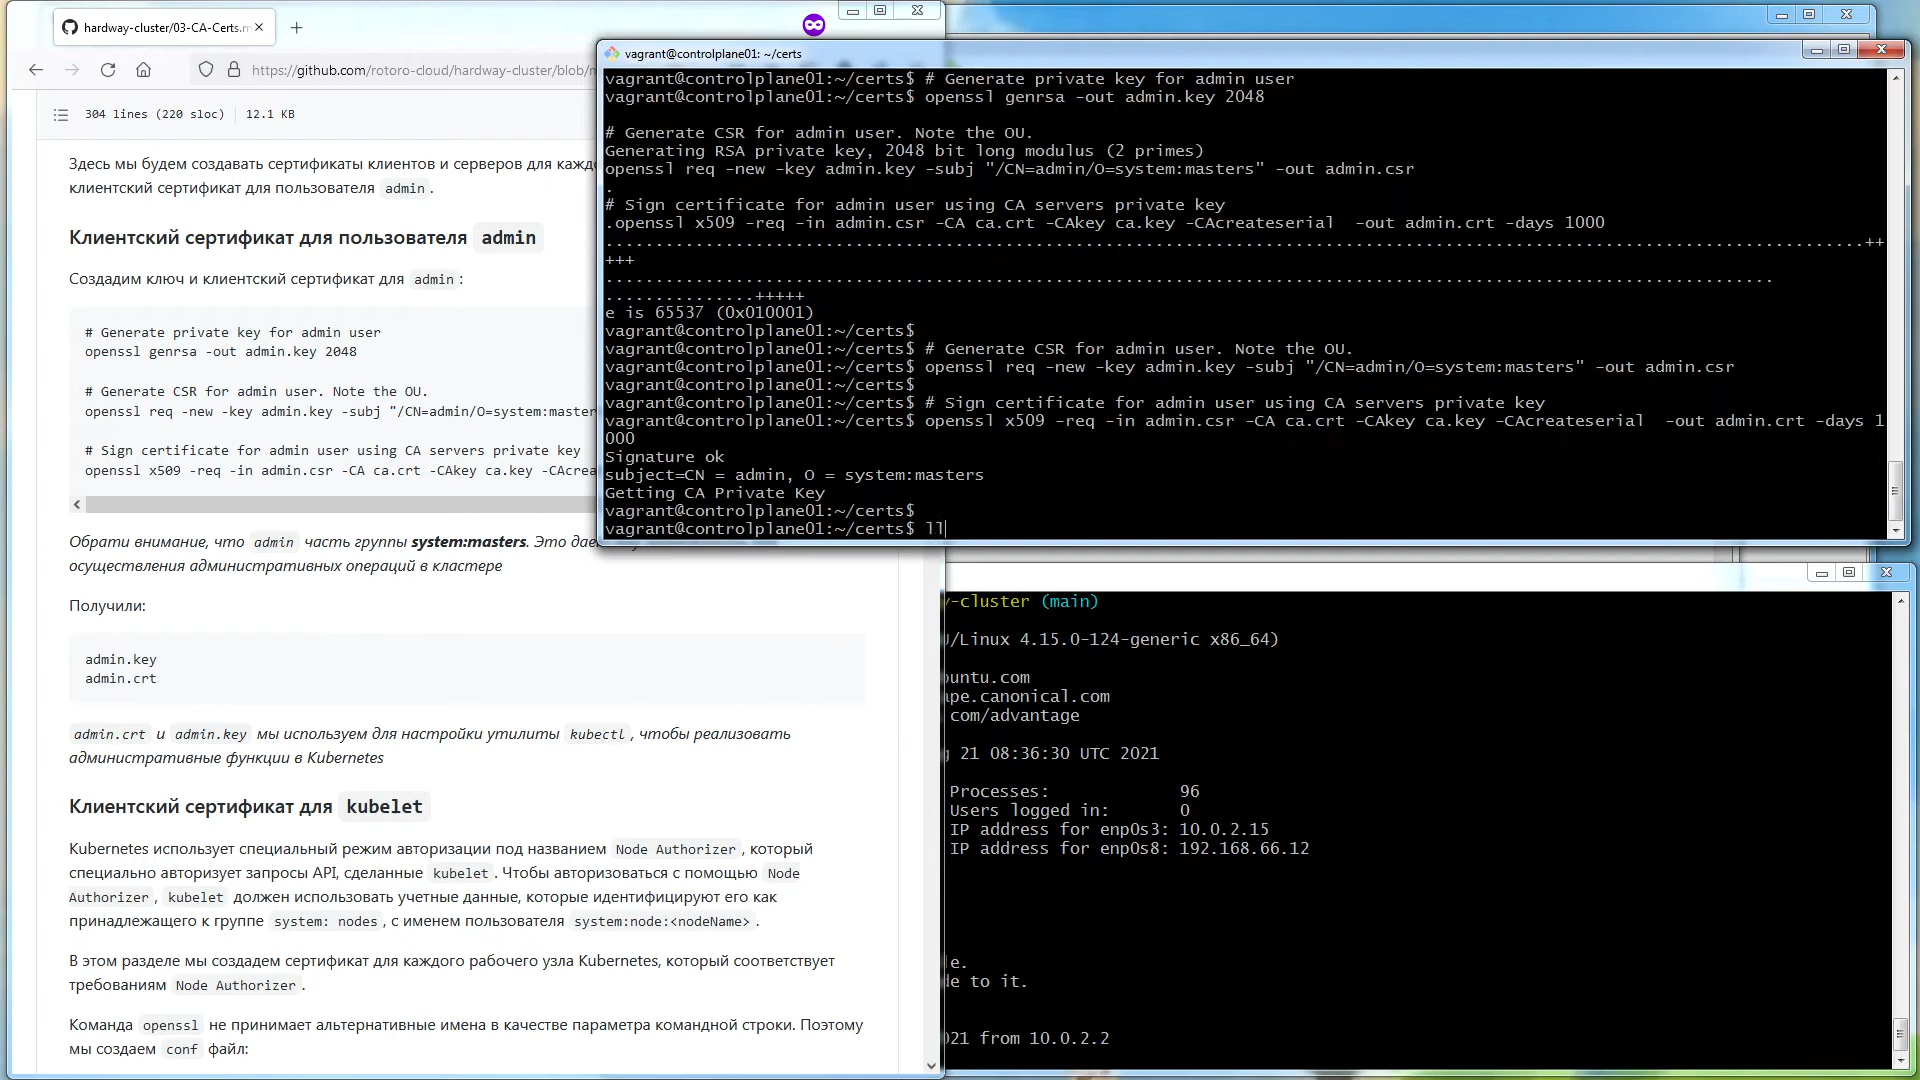 hardway-cluster/03-CA-Certs.m
https://github.com/rotoro-cloud/hardway-cluster/blob/
304 lines (220 sloc)
12.1 KB
Здесь мы будем создавать сертификаты клиентов и серверов для
клиентский сертификат для пользователя admin.
Клиентский сертификат для пользователя admin
Создадим ключ и клиентский сертификат для admin:
# Generate private key for admin user
openssl genrsa -out admin.key 2048
# Generate CSR for admin user. Note the OU.
openssl req -new -key admin.key -subj "/CN=admin/O=system:master
# Sign certificate for admin user using CA servers private key
openssl x509 -req -in admin.csr -CA ca.crt -CAkey ca.key -CAcrea
Обрати внимание, что admin часть группы system:masters. Это
осуществления административных операций в кластере
Получили:
admin.key
admin.crt
admin.crt и admin.key мы используем для настройки утилиты kubectl, чтобы реализовать
административные функции в Kubernetes
Клиентский сертификат для kubelet
Kubernetes использует специальный режим авторизации под названием Node Authorizer, который
специально авторизует запросы API, сделанные kubelet. Чтобы авторизоваться с помощью Node
Authorizer, kubelet должен использовать учетные данные, которые идентифицируют его как
принадлежащего к группе system: nodes, с именем пользователя system:node:<nodeName>.
В этом разделе мы создадем сертификат для каждого рабочего узла Kubernetes, который соответствует
требованиям Node Authorizer.
Команда openssl не принимает альтернативные имена в качестве параметра командной строки. Поэтому
мы создаем conf файл:
vagrant@controlplane01: ~/certs
vagrant@controlplane01:~/certs$ # Generate private key for admin user
vagrant@controlplane01:~/certs$ openssl genrsa -out admin.key 2048
# Generate CSR for admin user. Note the OU.
Generating RSA private key, 2048 bit long modulus (2 primes)
openssl req -new -key admin.key -subj "/CN=admin/O=system:masters" -out admin.csr
.
# Sign certificate for admin user using CA servers private key
.openssl x509 -req -in admin.csr -CA ca.crt -CAkey ca.key -CAcreateserial  -out admin.crt -days 1000
..............................................................................................................................++
+++
.....................................................................................................................
...............+++++
e is 65537 (0x010001)
vagrant@controlplane01:~/certs$
vagrant@controlplane01:~/certs$ # Generate CSR for admin user. Note the OU.
vagrant@controlplane01:~/certs$ openssl req -new -key admin.key -subj "/CN=admin/O=system:masters" -out admin.csr
vagrant@controlplane01:~/certs$
vagrant@controlplane01:~/certs$ # Sign certificate for admin user using CA servers private key
vagrant@controlplane01:~/certs$ openssl x509 -req -in admin.csr -CA ca.crt -CAkey ca.key -CAcreateserial  -out admin.crt -days 1
000
Signature ok
subject=CN = admin, O = system:masters
Getting CA Private Key
vagrant@controlplane01:~/certs$
vagrant@controlplane01:~/certs$ ll
y-cluster (main)
/Linux 4.15.0-124-generic x86_64)
untu.com
ape.canonical.com
com/advantage
21 08:36:30 UTC 2021
Processes: 96
Users logged in: 0
IP address for enp0s3: 10.0.2.15
IP address for enp0s8: 192.168.66.12
e.
de to it.
021 from 10.0.2.2